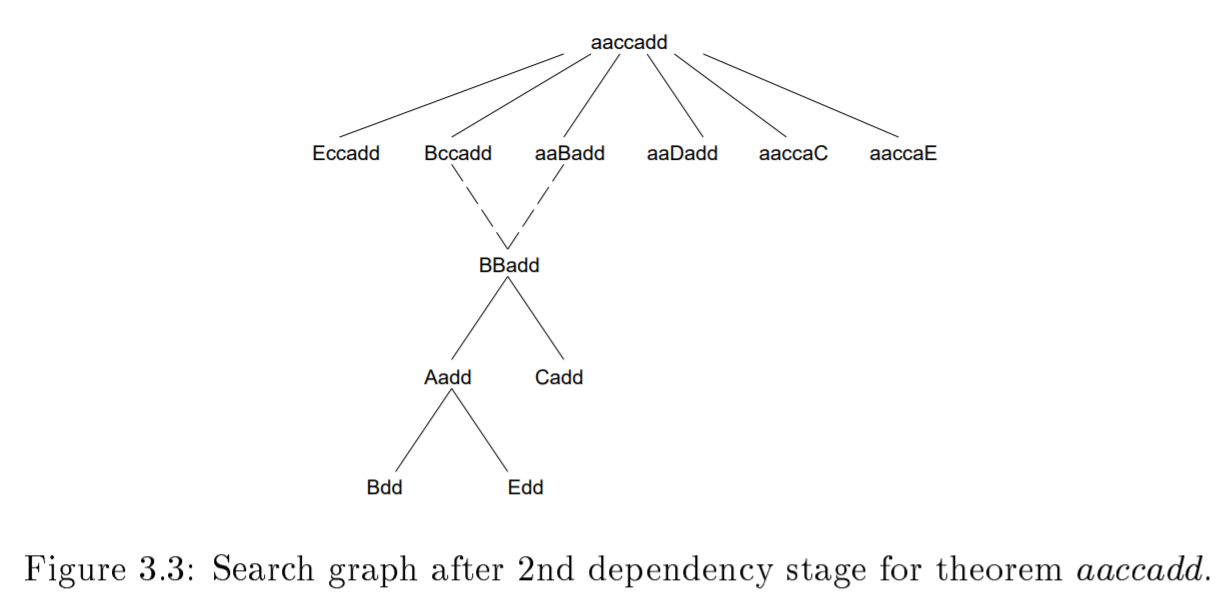 aaccadd
Eccadd Bccadd aaBadd aaDadd aaccaC aaccaE
BBadd
Aadd Cadd
Bdd Edd
Figure 3.3: Search graph after 2nd dependency stage for theorem aaccadd.